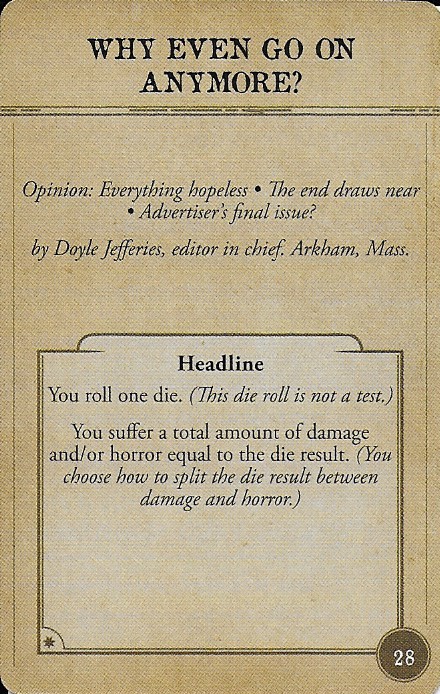 WHY EVEN GO ON
ANYMORE?
Opinion: Everything hopeless • The end draws near
• Advertiser's final issue?
by Doyle Jefferies, editor in chief. Arkham, Mass.
Headline
You roll one die. (This die roll is not a test.)
You suffer a total amount of damage
and/or horror equal to the die result. (You
choose how to split the die result between
damage and horror.)
28